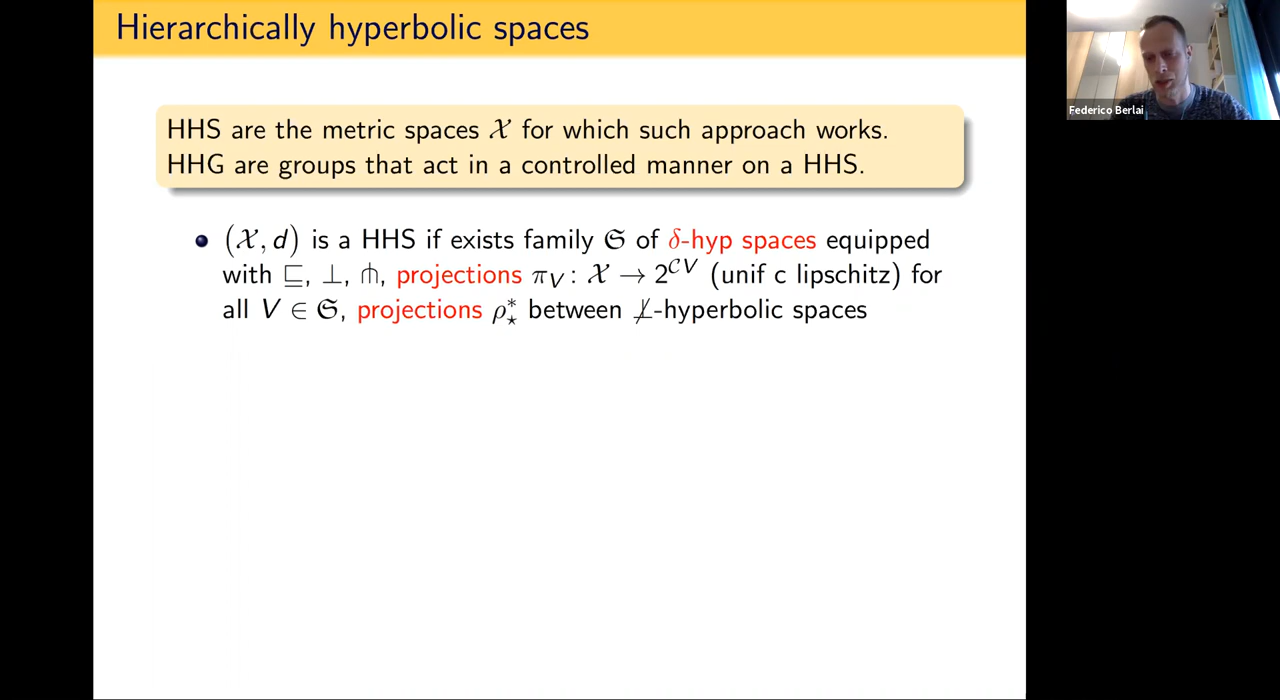 Hierarchically hyperbolic spaces
HHS are the metric spaces 𝒳 for which such approach works.
HHG are groups that act in a controlled manner on a HHS.
(𝒳, d) is a HHS if exists family 𝔖 of δ-hyp spaces equipped
with ⊑, ⊥, ⋔, projections π_V : 𝒳 → 2^{𝒞V} (unif c lipschitz) for
all V ∈ 𝔖, projections ρ_⋆^* between ⊥̸-hyperbolic spaces
Federico Berlai